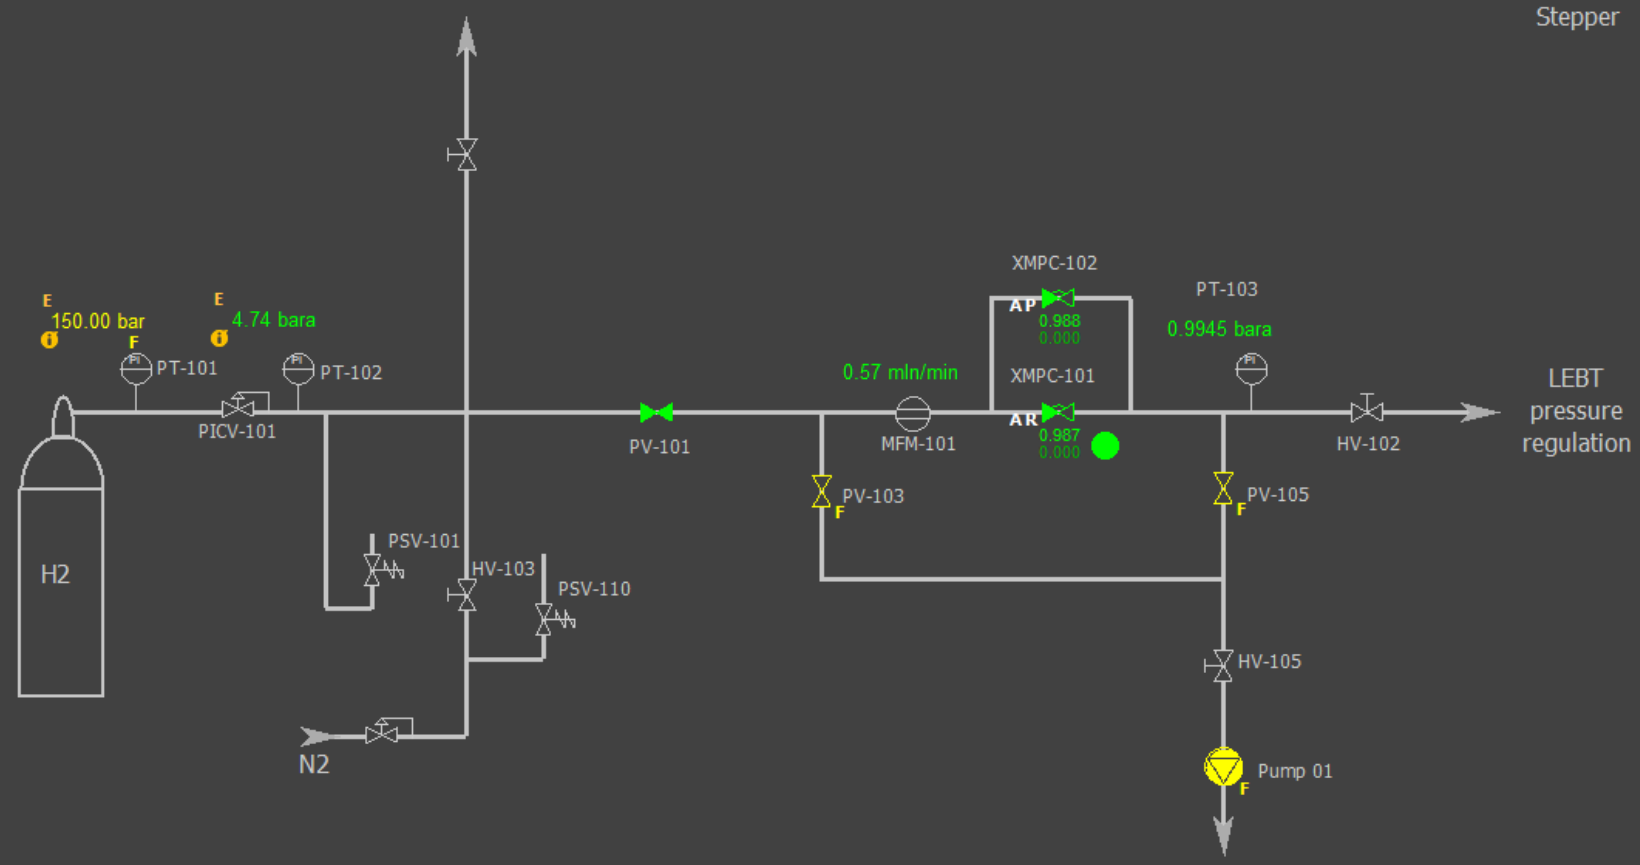 Stepper
XMPC-102
AP
0.988
0.000
PT-103
0.9945 bara
E
150.00 bar
F
PI
PT-101
E
4.74 bara
PI
PT-102
PICV-101
0.57 mln/min
XMPC-101
AR
0.987
0.000
PI
LEBT
pressure
regulation
HV-102
MFM-101
PV-101
PV-103
F
PV-105
F
PSV-101
HV-103
PSV-110
H2
HV-105
N2
Pump 01
F